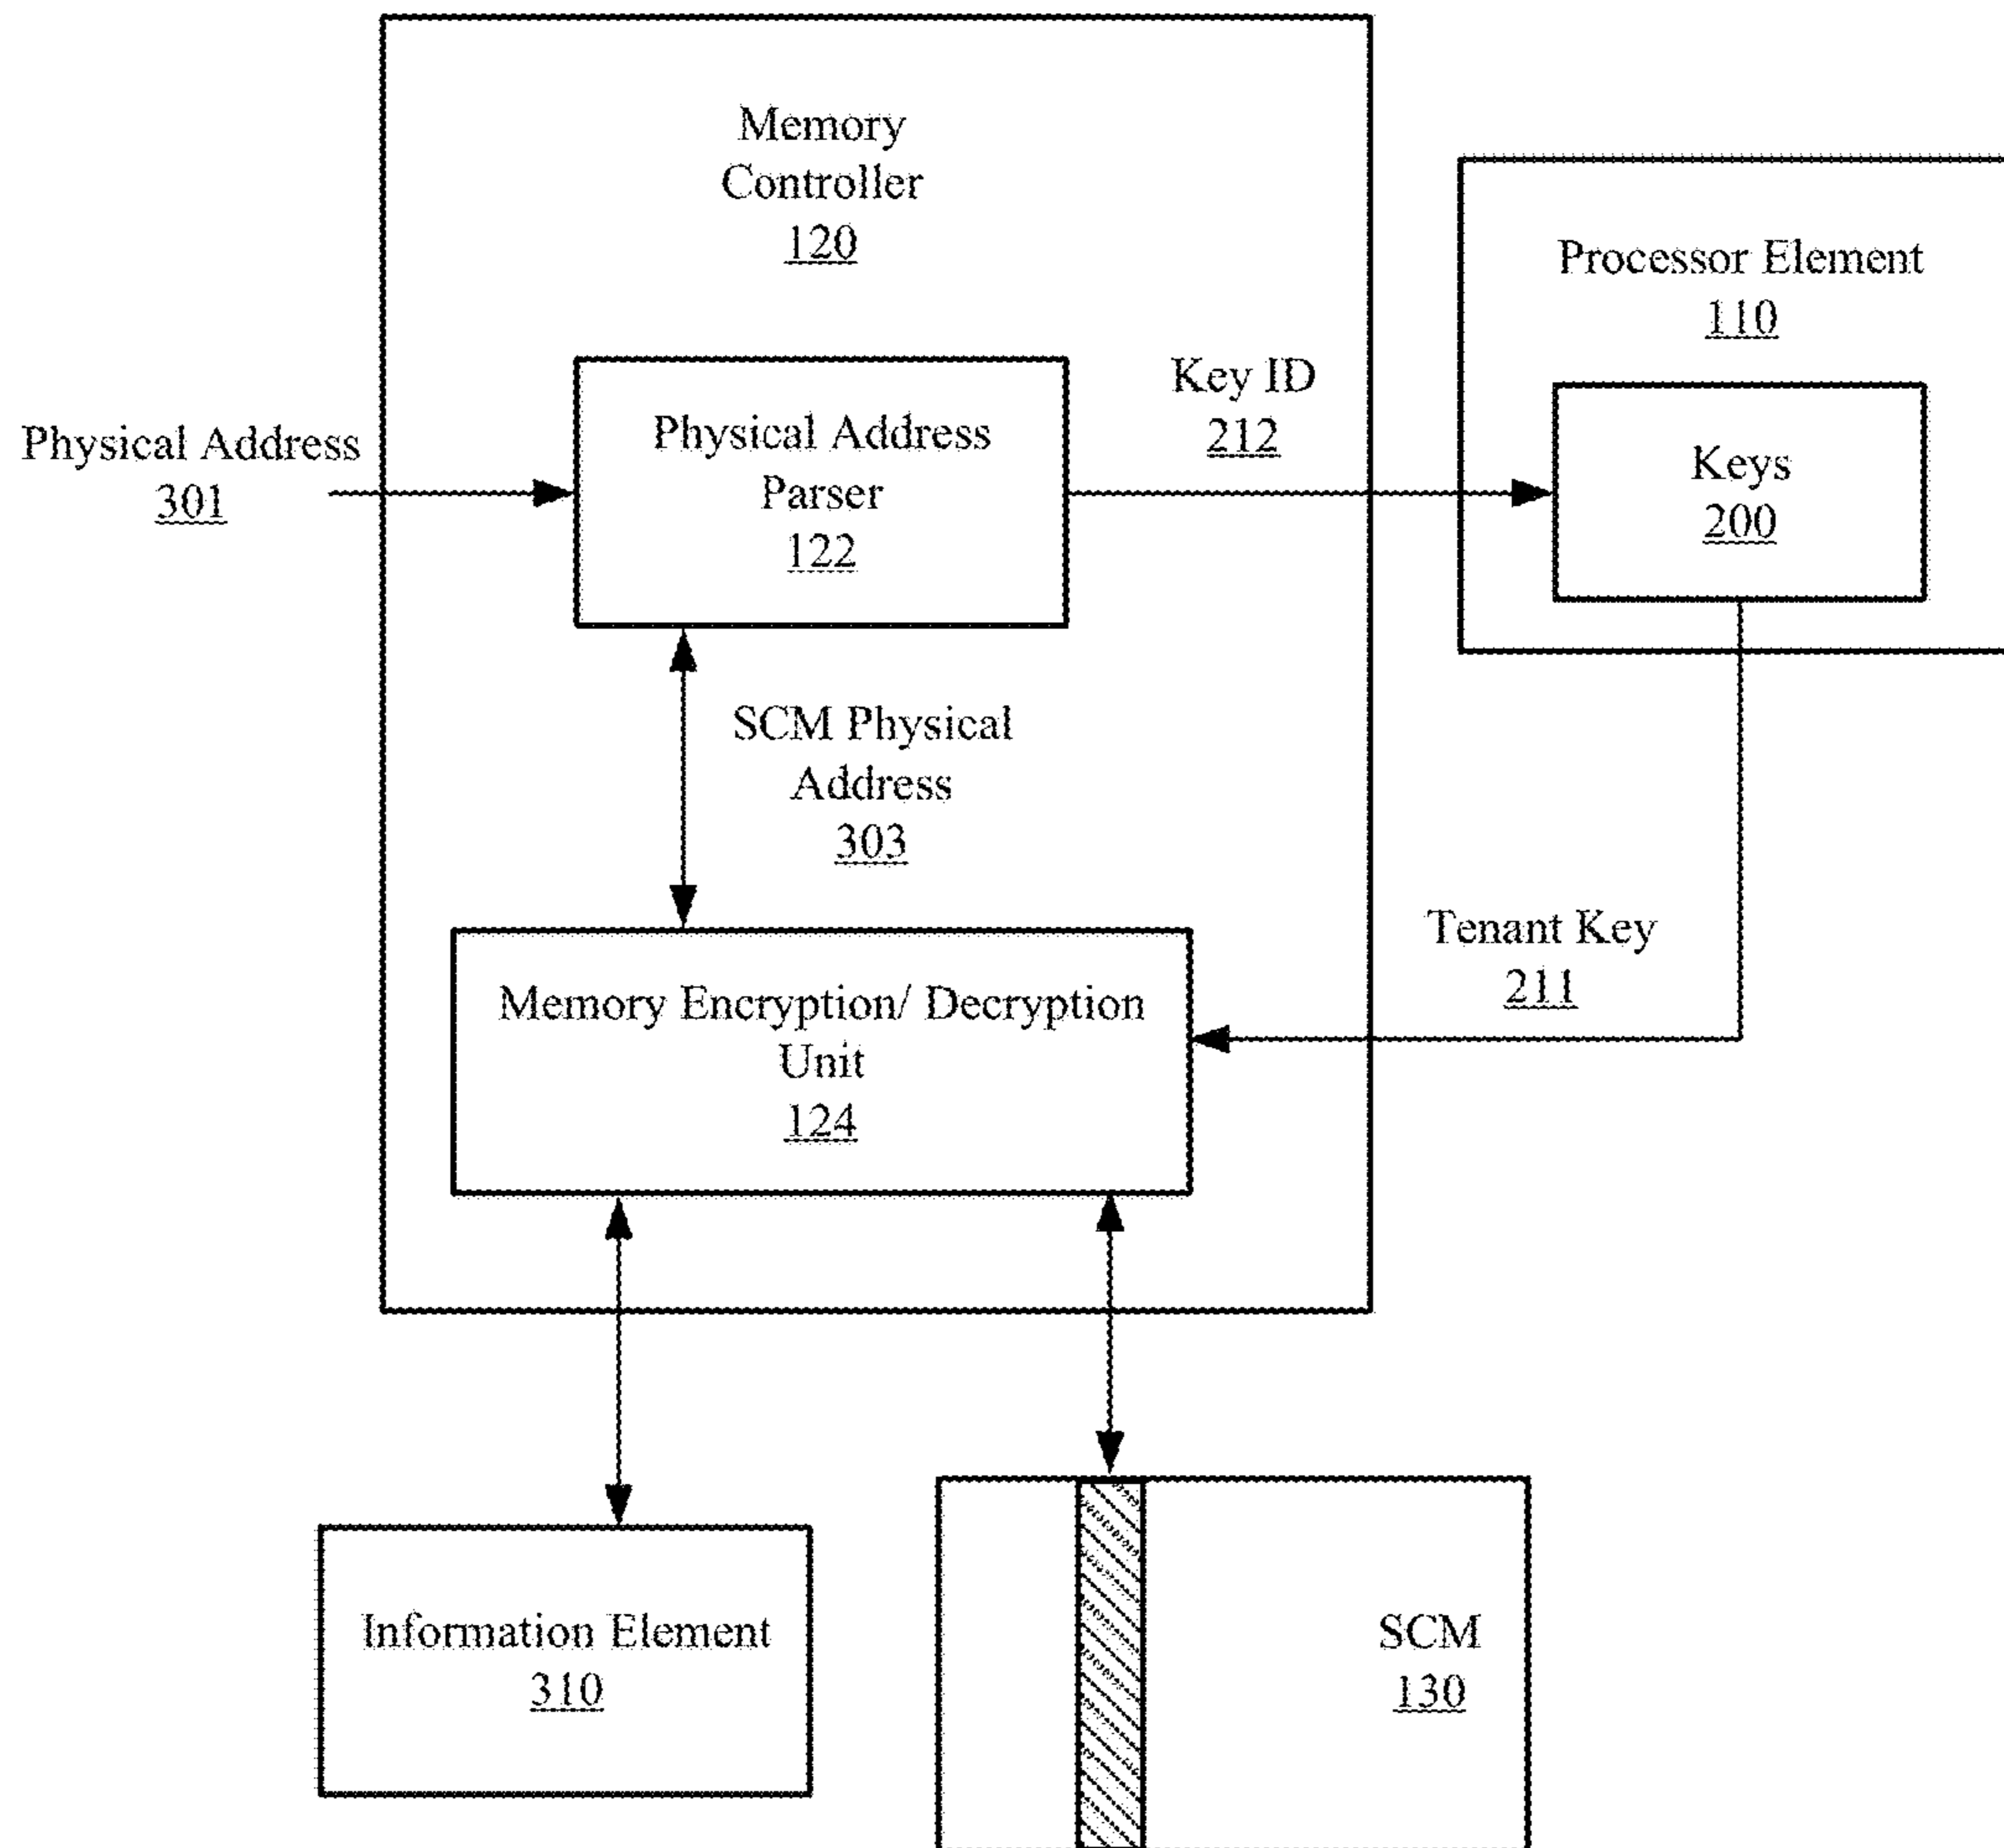 Memory
Controller
120
Processor Element
110
Physical Address
301
Physical Address
Parser
122
Key ID
212
Keys
200
SCM Physical
Address
303
Tenant Key
211
Memory Encryption/ Decryption
Unit
124
Information Element
310
SCM
130